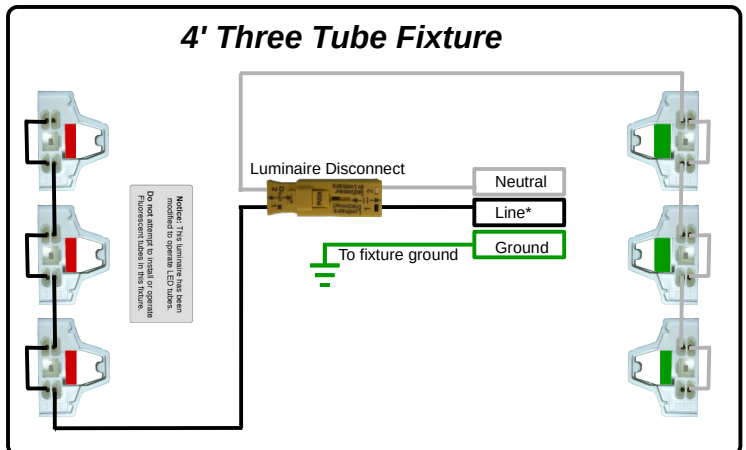 4' Three Tube Fixture
Luminaire Disconnect
Neutral
Line*
Ground
To fixture ground
Notice: This luminaire has been
modified to operate LED tubes.
Do not attempt to install or operate
Fluorescent tubes in this fixture.